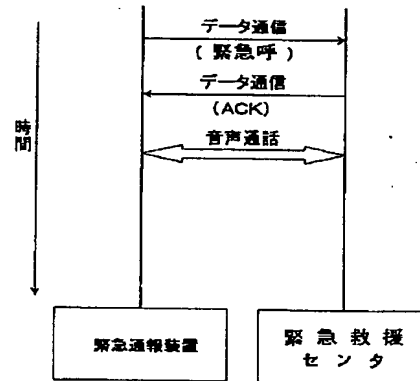 データ通信
(緊急呼)
データ通信
(ACK)
音声通話
時間
緊急通報装置
緊急救援
センタ